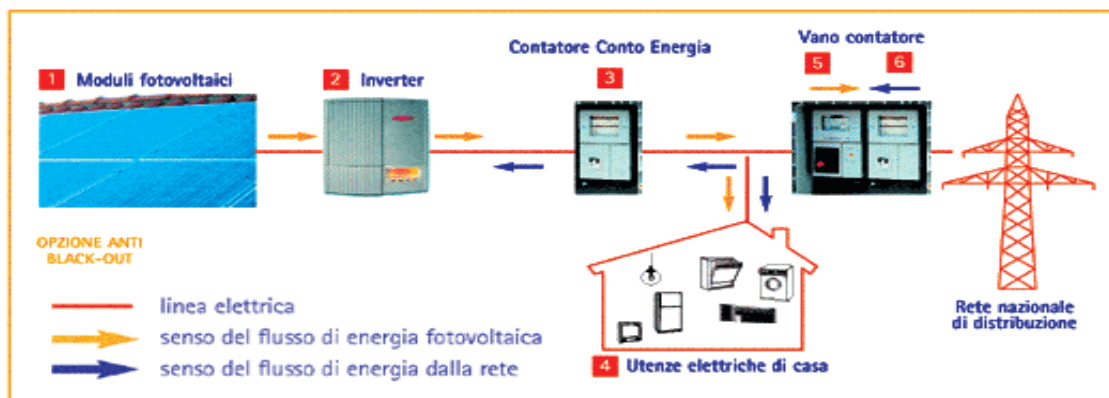 Contatore Conto Energia
Vano contatore
1 Moduli fotovoltaici
2 Inverter
3
5
6
OPZIONE ANTI
BLACK-OUT
linea elettrica
senso del flusso di energia fotovoltaica
senso del flusso di energia dalla rete
4 Utenze elettriche di casa
Rete nazionale
di distribuzione